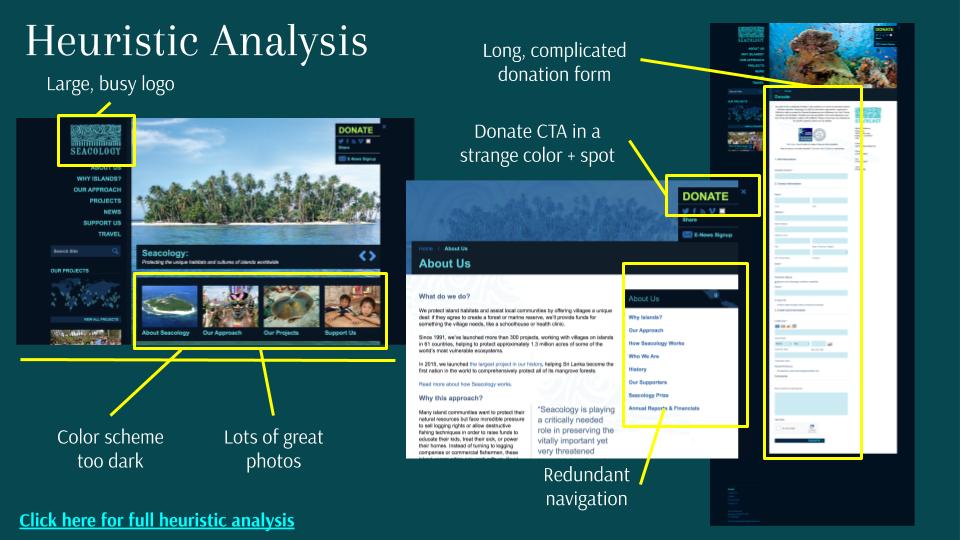 Heuristic Analysis
Large, busy logo
SEACOLOGY
ABOUT US
WHY ISLANDS?
OUR APPROACH
PROJECTS
NEWS
SUPPORT US
TRAVEL
Search Site
OUR PROJECTS
VIEW ALL PROJECTS
DONATE
Share
E-News Signup
Seacology:
Protecting the unique habitats and cultures of islands worldwide
About Seacology
Our Approach
Our Projects
Support Us
Color scheme
too dark
Lots of great
photos
Click here for full heuristic analysis
Long, complicated
donation form
Donate CTA in a
strange color + spot
DONATE
Share
E-News Signup
Home / About Us
About Us
What do we do?
We protect island habitats and assist local communities by offering villages a unique
deal: if they agree to create a forest or marine reserve, we'll provide funds for
something the village needs, like a schoolhouse or health clinic.
Since 1991, we've launched more than 300 projects, working with villages on islands
in 61 countries, helping to protect approximately 1.3 million acres of some of the
world's most vulnerable ecosystems.
In 2015, we launched the largest project in our history, helping Sri Lanka become the
first nation in the world to comprehensively protect all of its mangrove forests.
Read more about how Seacology works.
Why this approach?
Many island communities want to protect their
natural resources but face incredible pressure
to sell logging rights or allow destructive
fishing techniques in order to raise funds to
educate their kids, treat their sick, or power
their homes. Instead of turning to logging
companies or commercial fishermen, these
"Seacology is playing
a critically needed
role in preserving the
vitally important yet
very threatened
About Us
Why Islands?
Our Approach
How Seacology Works
Who We Are
History
Our Supporters
Seacology Prize
Annual Reports & Financials
Redundant
navigation
SEACOLOGY
ABOUT US
WHY ISLANDS?
OUR APPROACH
PROJECTS
NEWS
SUPPORT US
TRAVEL
OUR PROJECTS
DONATE
Donate